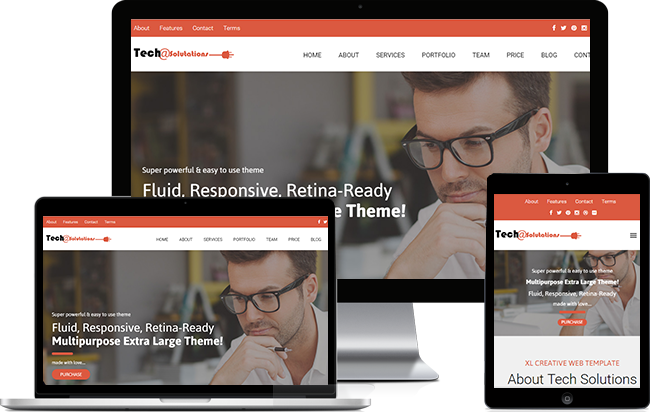 About Features Contact Terms
Tech@Solutations
HOME ABOUT SERVICES PORTFOLIO TEAM PRICE BLOG CONT
Super powerful & easy to use theme
Fluid, Responsive, Retina-Ready
ge Theme!
About Features Contact Terms
Tech@Solutations
HOME ABOUT SERVICES PORTFOLIO TEAM PRICE BLOG
Super powerful & easy to use theme
Fluid, Responsive, Retina-Ready
Multipurpose Extra Large Theme!
made with love....
PURCHASE
About Features Contact Terms
Tech@Solutations
Super powerful & easy to use theme
Multipurpose Extra Large Theme!
Fluid, Responsive, Retina-Ready
made with love....
PURCHASE
XL CREATIVE WEB TEMPLATE
About Tech Solutions